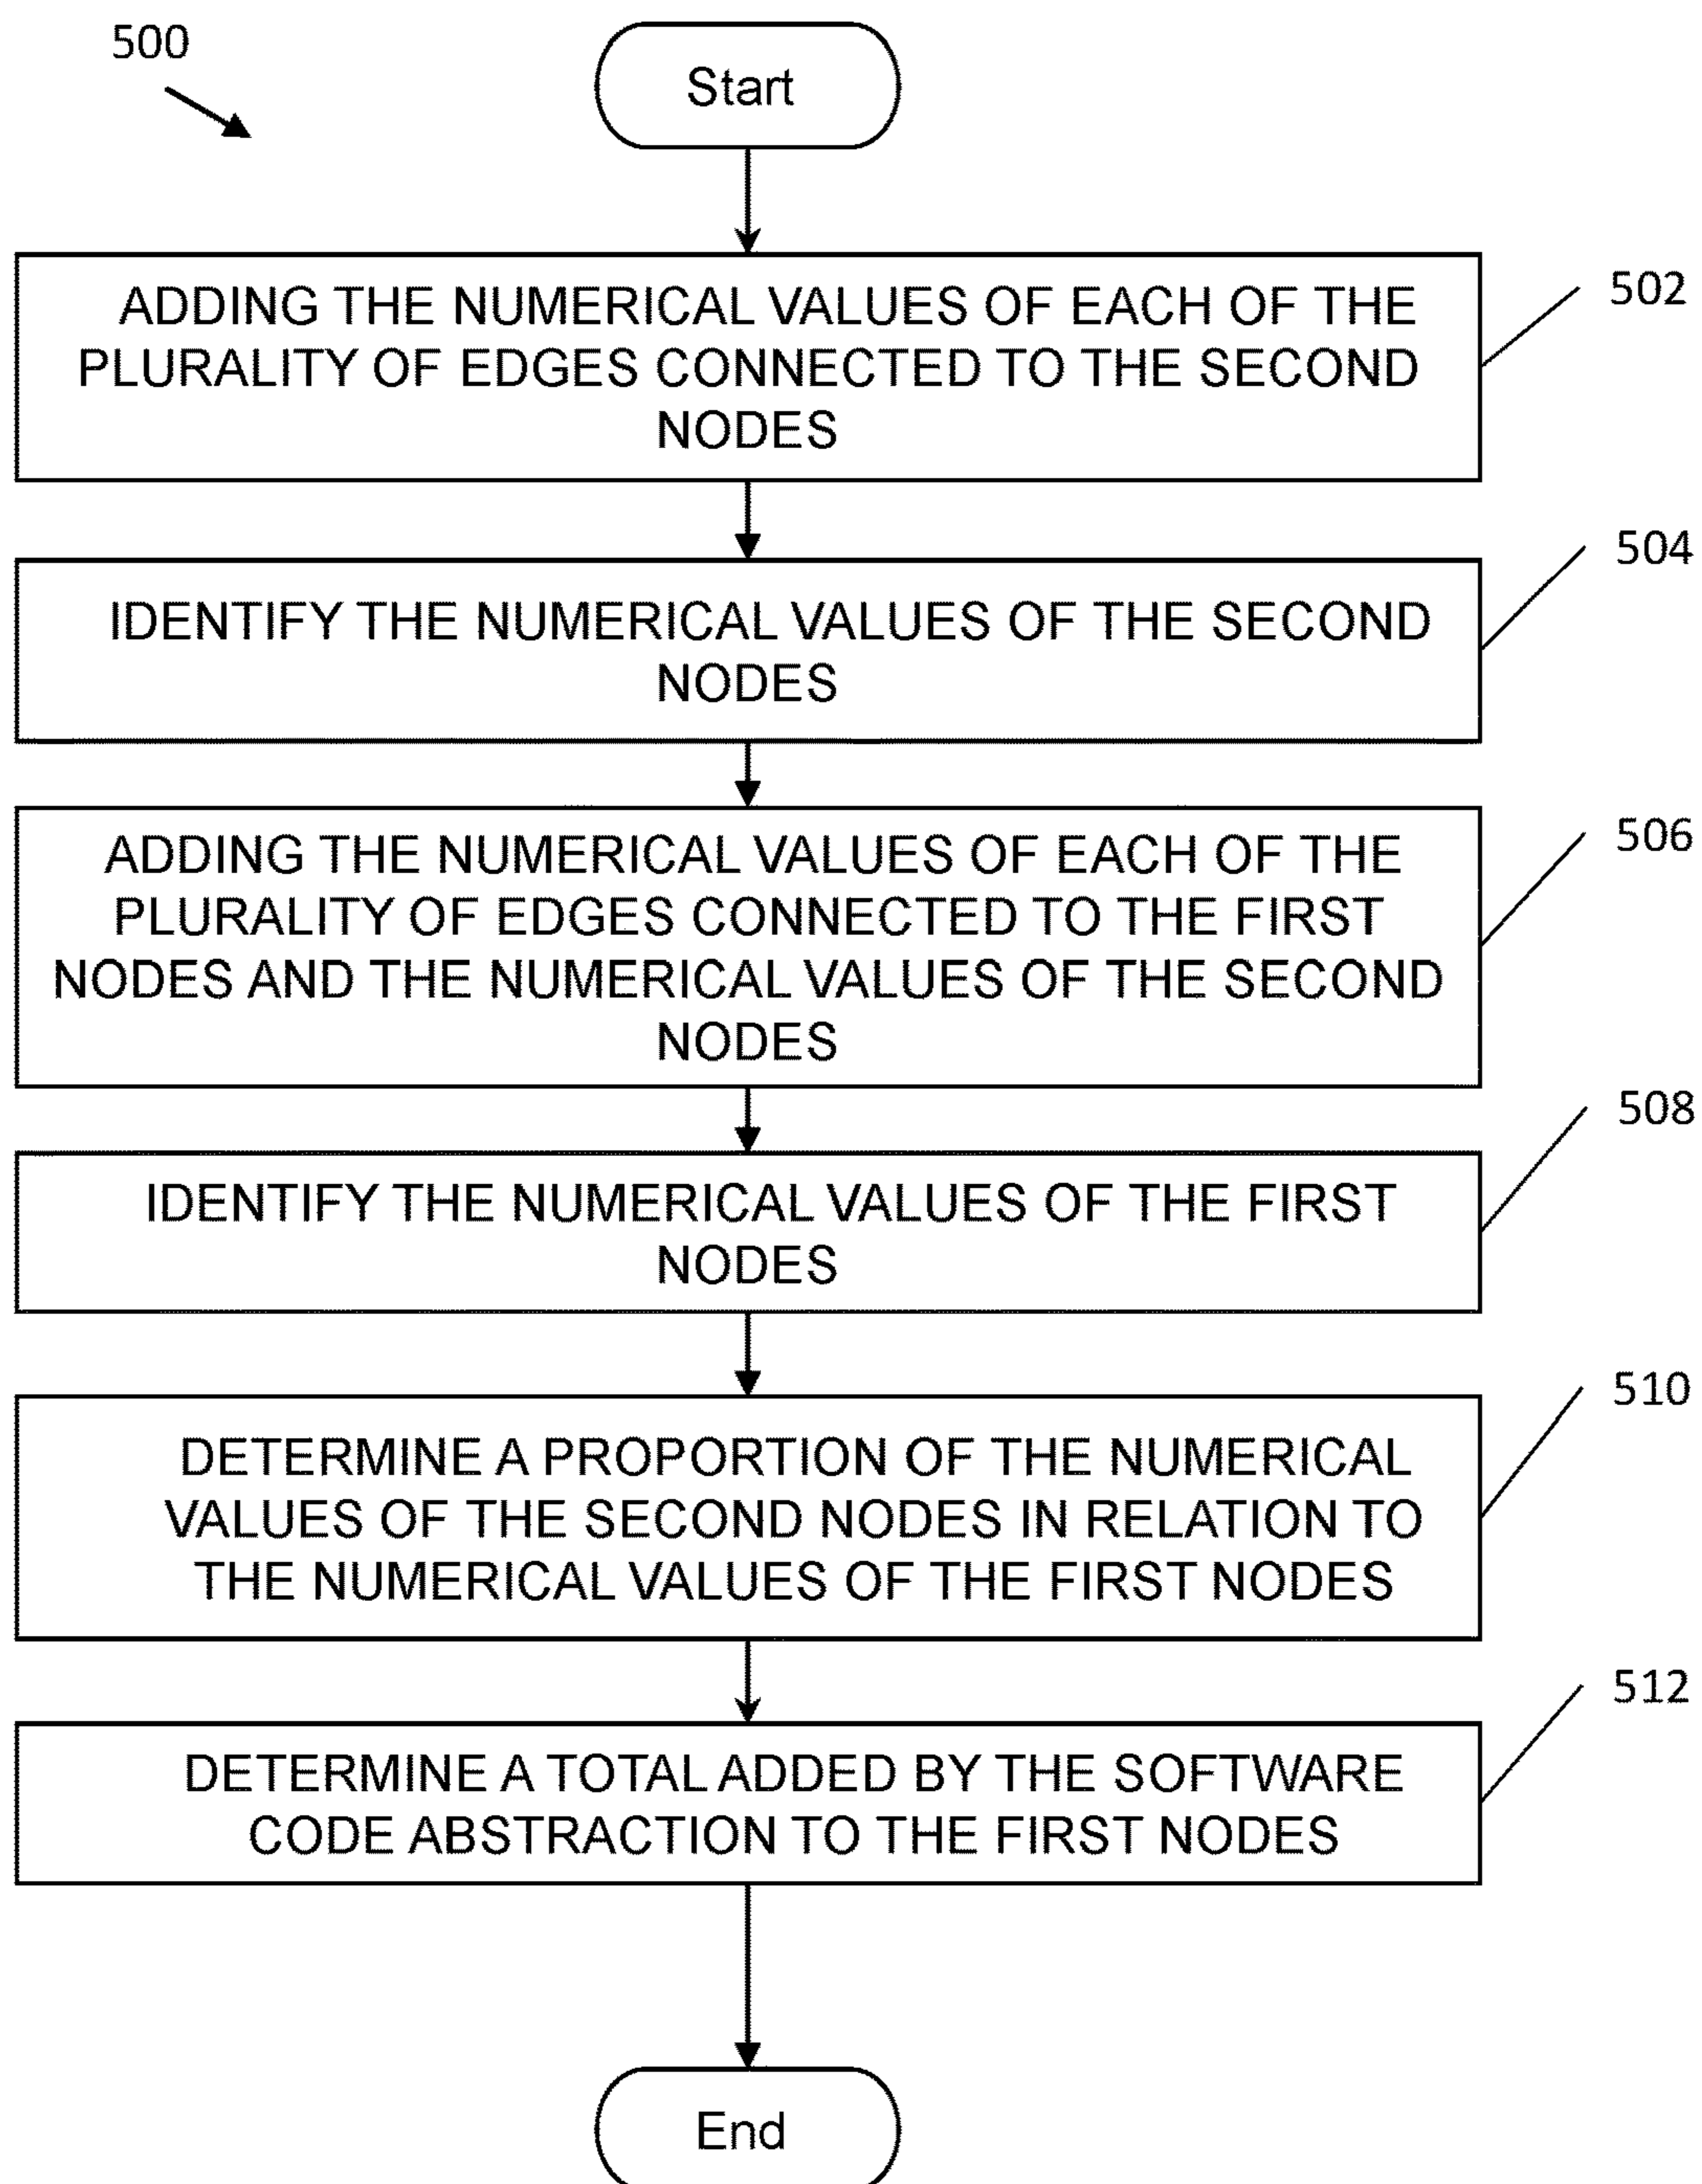 500
Start
ADDING THE NUMERICAL VALUES OF EACH OF THE
PLURALITY OF EDGES CONNECTED TO THE SECOND
NODES
502
IDENTIFY THE NUMERICAL VALUES OF THE SECOND
NODES
504
ADDING THE NUMERICAL VALUES OF EACH OF THE
PLURALITY OF EDGES CONNECTED TO THE FIRST
NODES AND THE NUMERICAL VALUES OF THE SECOND
NODES
506
IDENTIFY THE NUMERICAL VALUES OF THE FIRST
NODES
508
DETERMINE A PROPORTION OF THE NUMERICAL
VALUES OF THE SECOND NODES IN RELATION TO
THE NUMERICAL VALUES OF THE FIRST NODES
510
DETERMINE A TOTAL ADDED BY THE SOFTWARE
CODE ABSTRACTION TO THE FIRST NODES
512
End